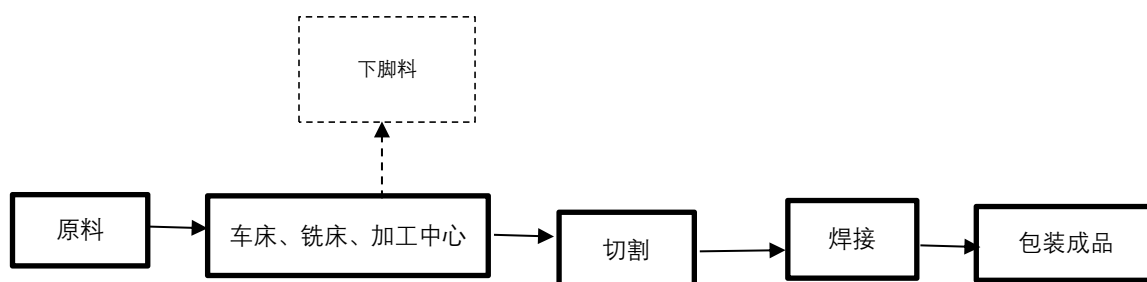 下脚料
原料
车床、铣床、加工中心
切割
焊接
包装成品